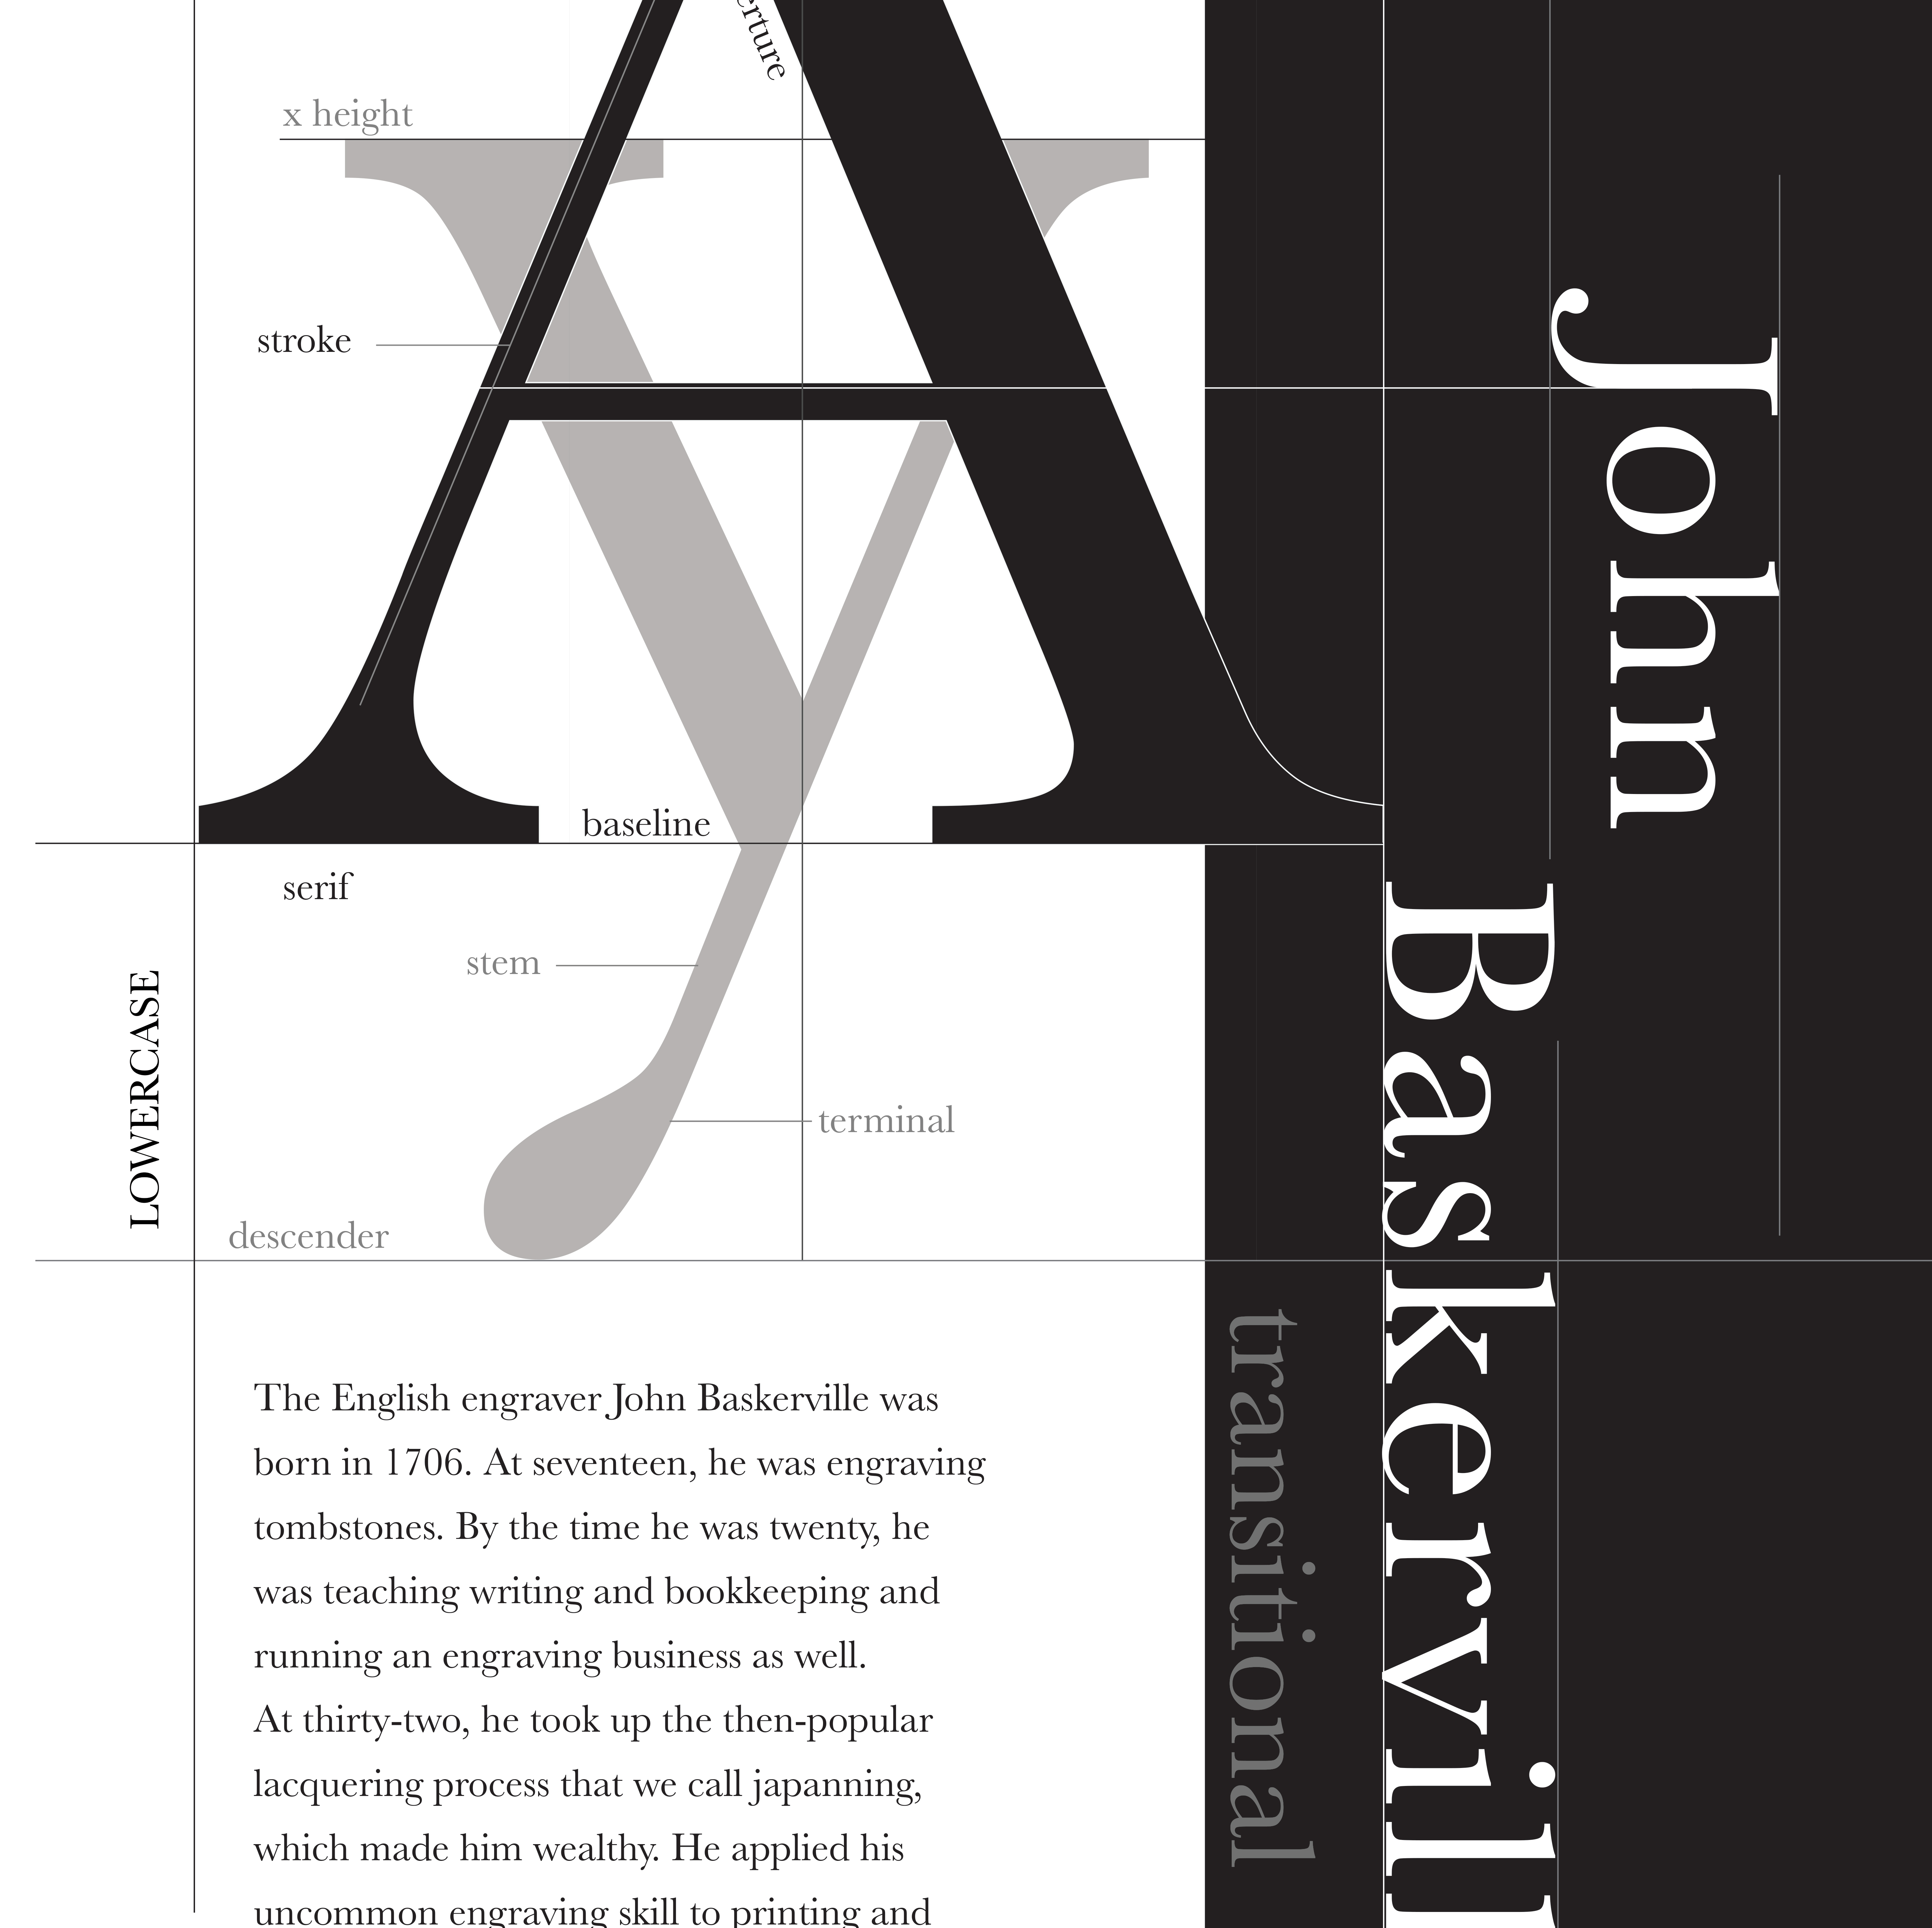 x height
stroke
baseline
serif
stem
terminal
descender
LOWERCASE
The English engraver John Baskerville was
born in 1706. At seventeen, he was engraving
tombstones. By the time he was twenty, he
was teaching writing and bookkeeping and
running an engraving business as well.
At thirty-two, he took up the then-popular
lacquering process that we call japanning,
which made him wealthy. He applied his
uncommon engraving skill to printing and
transitional
John
Baskervill
A
y